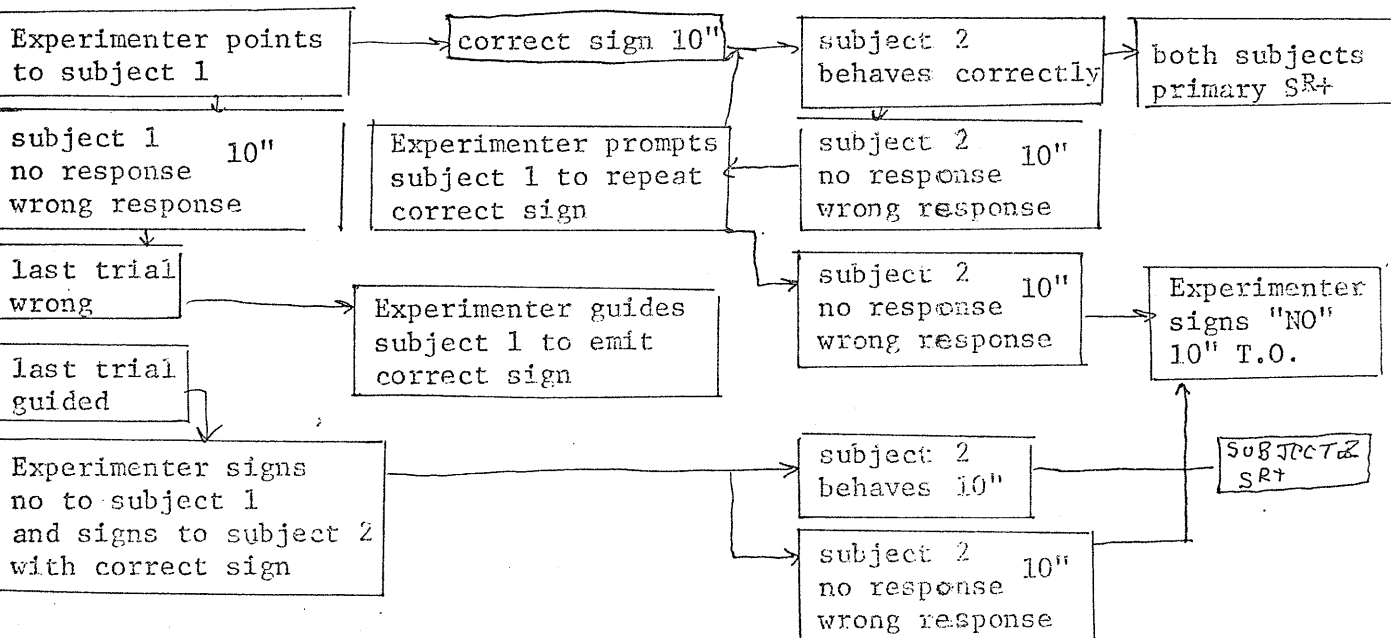 Experimenter points
to subject 1
correct sign 10"
subject 2
behaves correctly
both subjects
primary SR+
subject 1
no response 10"
wrong response
Experimenter prompts
subject 1 to repeat
correct sign
subject 2
no response 10"
wrong response
last trial
wrong
Experimenter guides
subject 1 to emit
correct sign
subject 2
no response 10"
wrong response
Experimenter
signs "NO"
10" T.O.
last trial
guided
Experimenter signs
no to subject 1
and signs to subject 2
with correct sign
subject 2
behaves 10"
SUBJECT 2
SR+
subject 2
no response 10"
wrong response